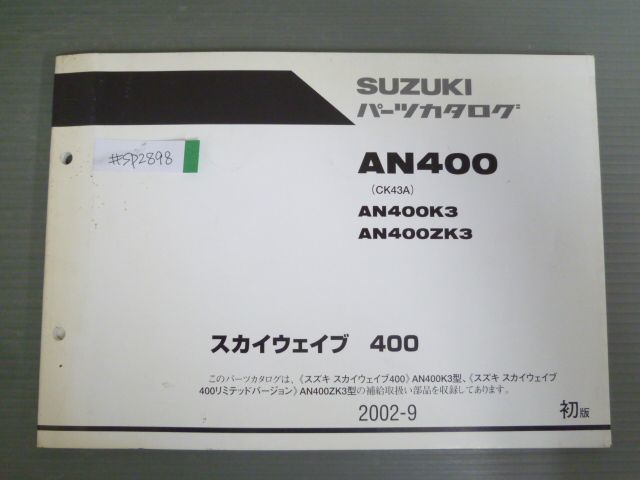 SUZUKI
パーツカタログ
#SP2898
AN400
(CK43A)
AN400K3
AN400ZK3
スカイウェイブ 400
このパーツカタログは、《スズキ スカイウェイブ400》AN400K3型、《スズキ スカイウェイブ
400リミテッドバージョン》AN400ZK3型の補給取扱い部品を収録してあります。
2002-9
初版